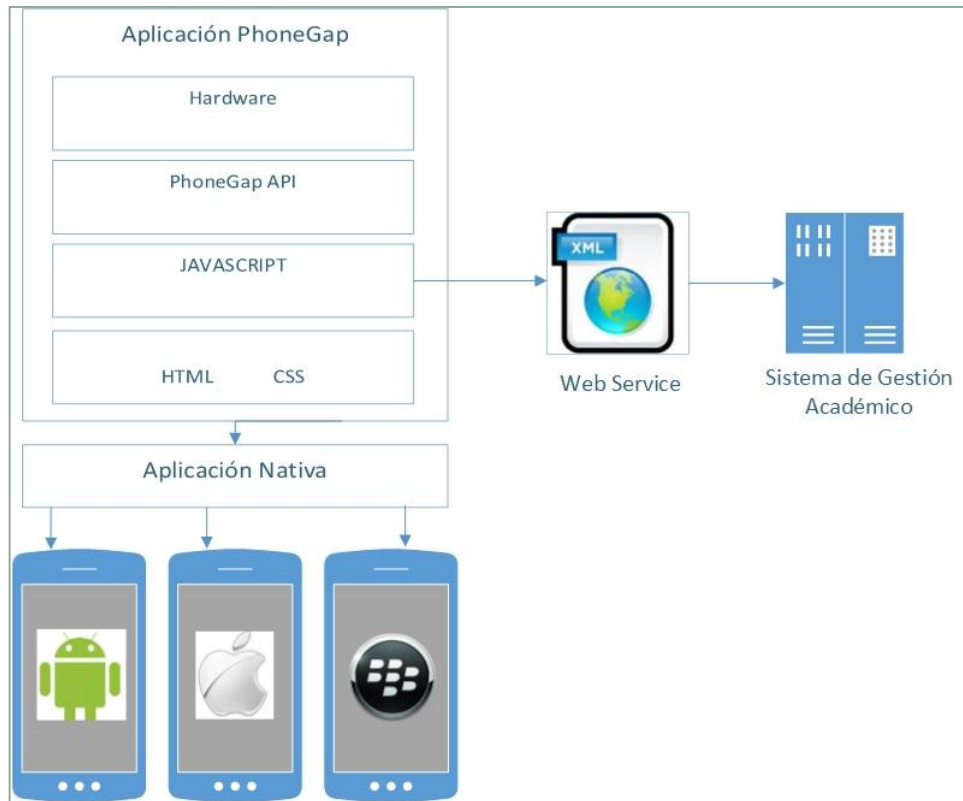 Aplicación PhoneGap
Hardware
PhoneGap API
JAVASCRIPT
HTML CSS
XML
Web Service
Sistema de Gestión
Académico
Aplicación Nativa